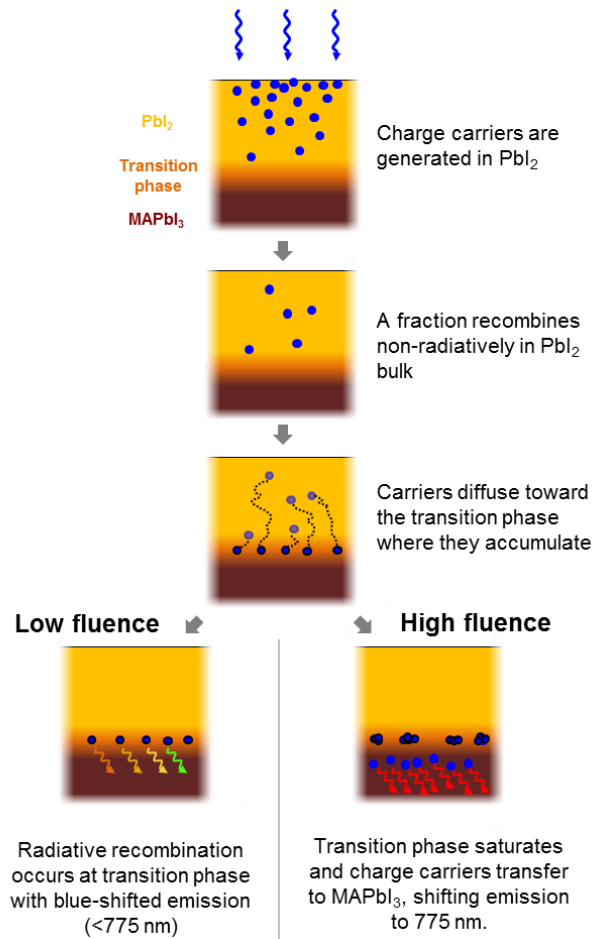 PbI₂
Transition
phase
MAPbI₃
Charge carriers are
generated in PbI₂
A fraction recombines
non-radiatively in PbI₂
bulk
Carriers diffuse toward
the transition phase
where they accumulate
Low fluence
High fluence
Radiative recombination
occurs at transition phase
with blue-shifted emission
(<775 nm)
Transition phase saturates
and charge carriers transfer
to MAPbI₃, shifting emission
to 775 nm.